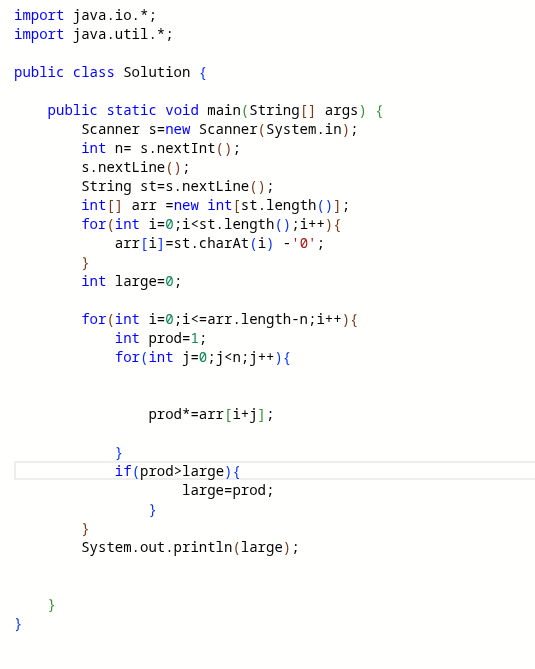 import java.io.*;
import java.util.*;

public class Solution {

    public static void main(String[] args) {
        Scanner s=new Scanner(System.in);
        int n= s.nextInt();
        s.nextLine();
        String st=s.nextLine();
        int[] arr =new int[st.length()];
        for(int i=0;i<st.length();i++){
            arr[i]=st.charAt(i) -'0';
        }
        int large=0;

        for(int i=0;i<=arr.length-n;i++){
            int prod=1;
            for(int j=0;j<n;j++){


                prod*=arr[i+j];

            }
            if(prod>large){
                    large=prod;
                }
        }
        System.out.println(large);


    }
}